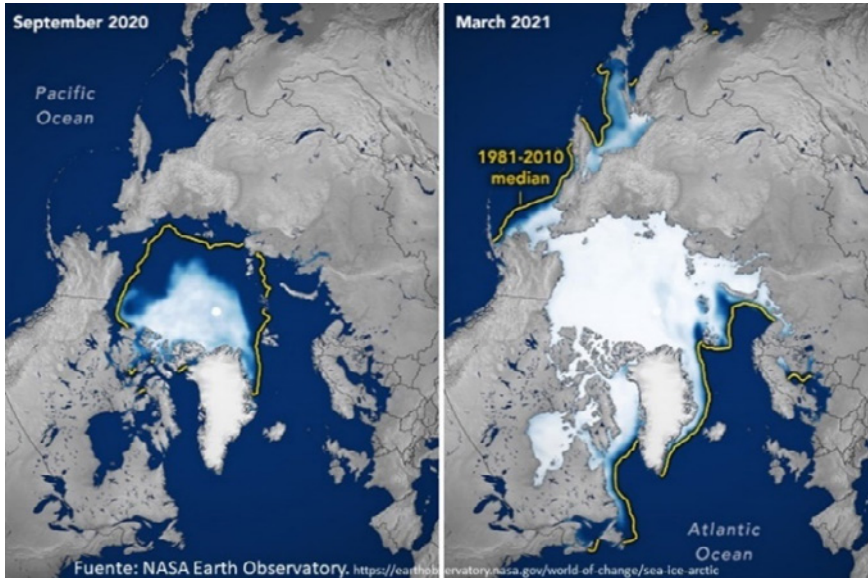 September 2020
Pacific
Ocean
March 2021
1981-2010
median
Atlantic
Ocean
Fuente: NASA Earth Observatory. https://earthobservatory.nasa.gov/world-of-change/sea-ice-arctic